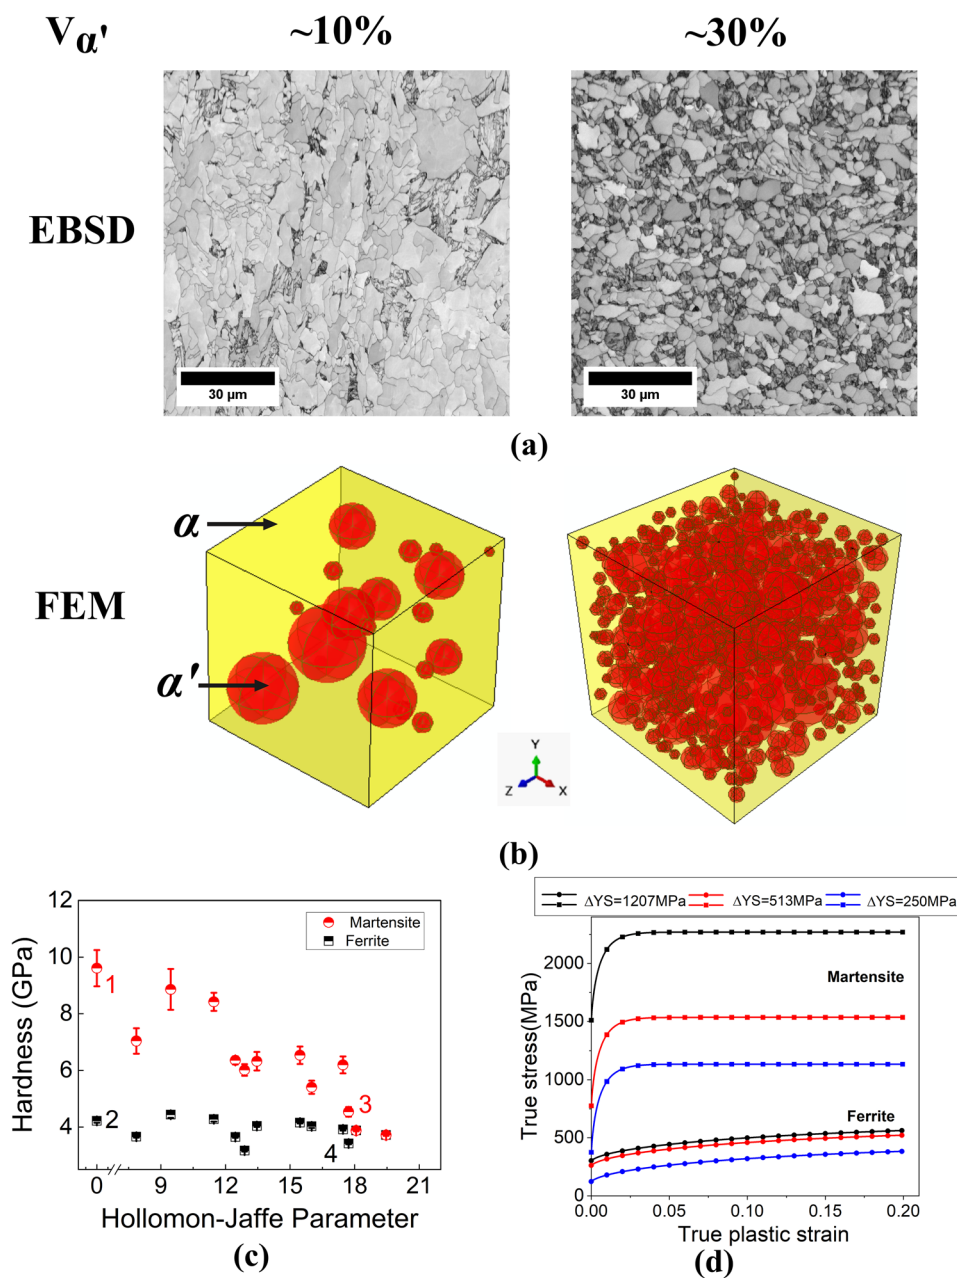 Vα' ~10% ~30%
EBSD
30 µm 30 µm
(a)
α
FEM
α'
Y
Z X
(b)
ΔYS=1207MPa ΔYS=513MPa ΔYS=250MPa
12
10
8
6
4
Hardness (GPa)
Martensite
Ferrite
1
2
3
4
0 9 12 15 18 21
Hollomon-Jaffe Parameter
(c)
2000
1500
1000
500
0
True stress(MPa)
Martensite
Ferrite
0.00 0.05 0.10 0.15 0.20
True plastic strain
(d)